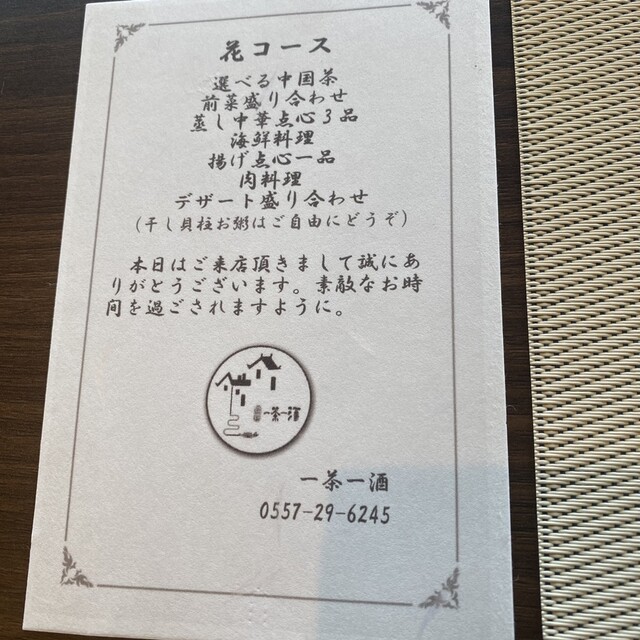 花コース
選べる中国茶
前菜盛り合わせ
蒸し中華点心3品
海鮮料理
揚げ点心一品
肉料理
デザート盛り合わせ
(干し貝柱お粥はご自由にどうぞ)
本日はご来店頂きまして誠にあ
りがとうございます。素敵なお時
間を過ごされますように。
一茶一酒
一茶一酒
0557-29-6245